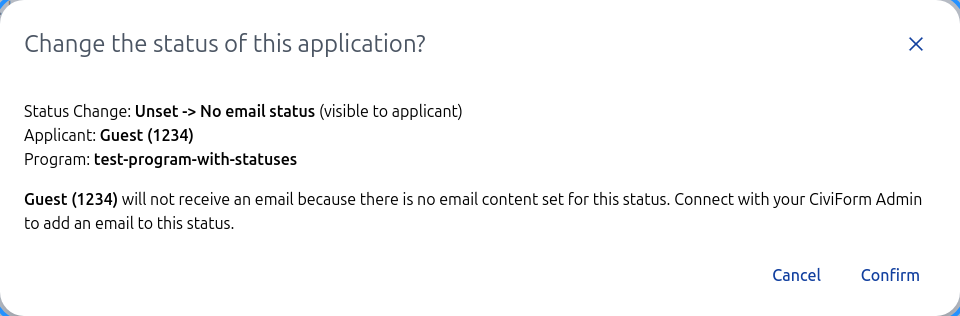 Change the status of this application?
Status Change: Unset -> No email status (visible to applicant)
Applicant: Guest (1234)
Program: test-program-with-statuses
Guest (1234) will not receive an email because there is no email content set for this status. Connect with your CiviForm Admin
to add an email to this status.
Cancel Confirm